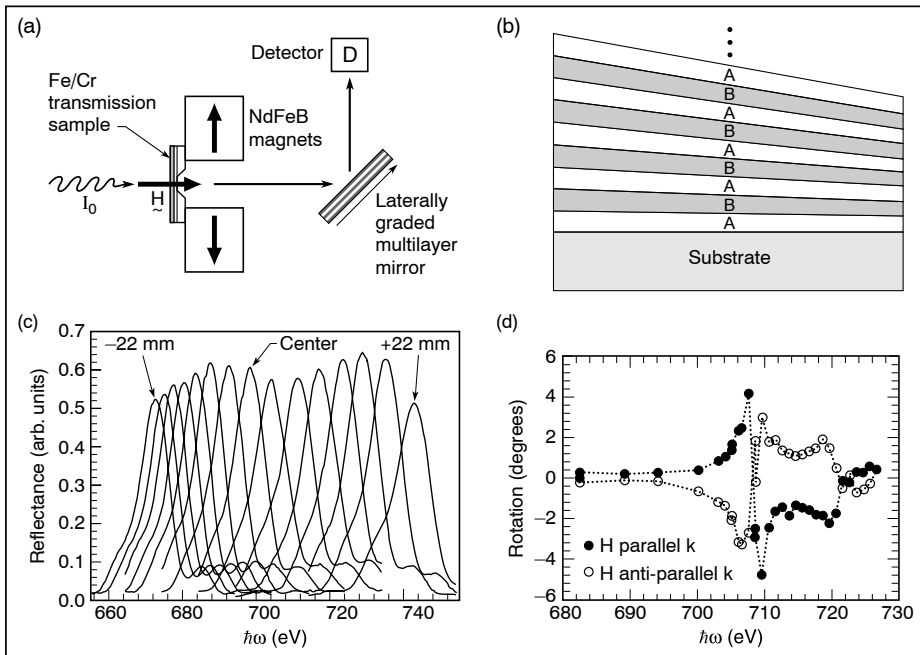 (a)
Detector
D
Fe/Cr
transmission
sample
NdFeB
magnets
I0
H
~
Laterally
graded
multilayer
mirror
(b)
A
B
A
B
A
B
A
B
A
Substrate
(c)
–22 mm
Center
+22 mm
Reflectance (arb. units)
0.7
0.6
0.5
0.4
0.3
0.2
0.1
0.0
660 680 700 720 740
ħω (eV)
(d)
Rotation (degrees)
6
4
2
0
–2
–4
–6
H parallel k
H anti-parallel k
680 690 700 710 720 730
ħω (eV)